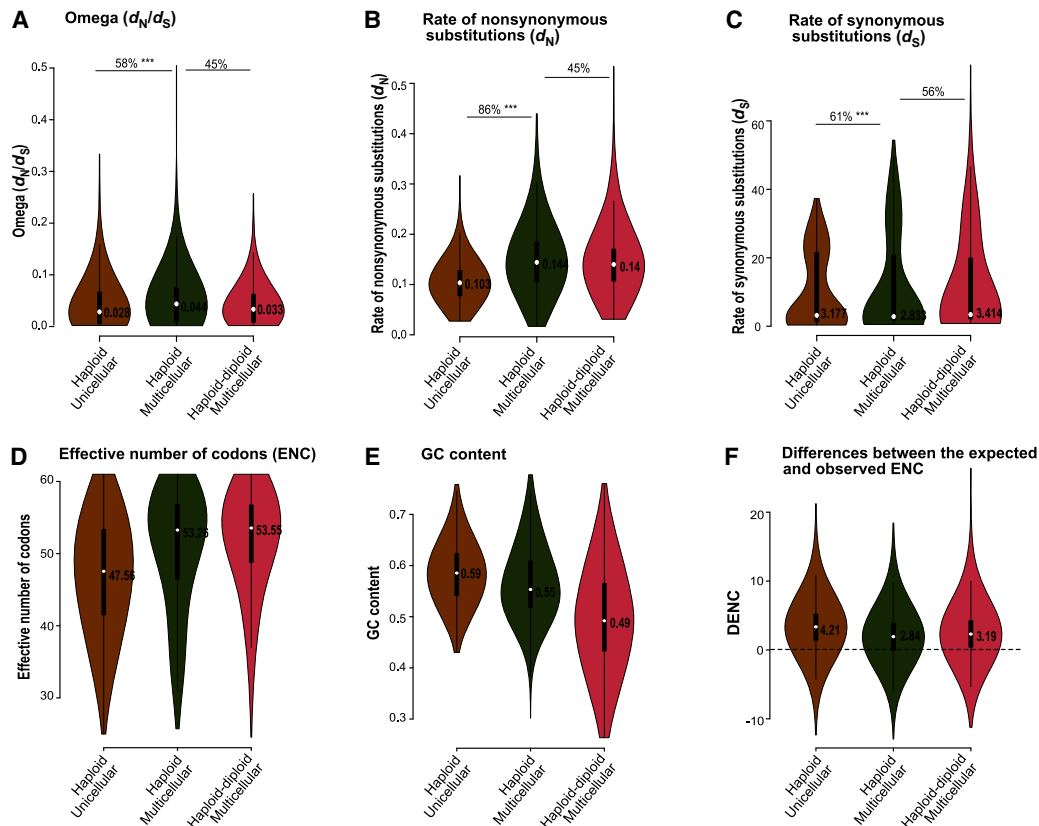 A Omega (dN/dS)
58% ***
45%
0.5
0.4
0.3
0.2
0.1
0.0
Omega (dN/dS)
0.028
0.044
0.033
Haploid
Unicellular
Haploid
Multicellular
Haploid-diploid
Multicellular
B Rate of nonsynonymous
substitutions (dN)
45%
86% ***
0.5
0.4
0.3
0.2
0.1
0.0
Rate of nonsynonymous substitutions (dN)
0.103
0.144
0.14
Haploid
Unicellular
Haploid
Multicellular
Haploid-diploid
Multicellular
C Rate of synonymous
substitutions (dS)
56%
61% ***
60
40
20
0
Rate of synonymous substitutions (dS)
3.177
2.833
3.414
Haploid
Unicellular
Haploid
Multicellular
Haploid-diploid
Multicellular
D Effective number of codons (ENC)
60
50
40
30
Effective number of codons
47.56
53.26
53.55
Haploid
Unicellular
Haploid
Multicellular
Haploid-diploid
Multicellular
E GC content
0.7
0.6
0.5
0.4
0.3
GC content
0.59
0.55
0.49
Haploid
Unicellular
Haploid
Multicellular
Haploid-diploid
Multicellular
F Differences between the expected
and observed ENC
20
10
0
-10
DENC
4.21
2.84
3.19
Haploid
Unicellular
Haploid
Multicellular
Haploid-diploid
Multicellular